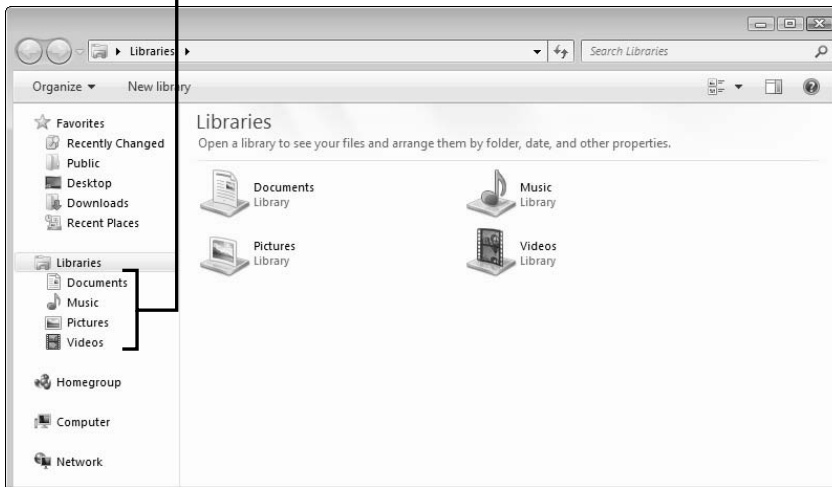 Libraries
Search Libraries
Organize New library
Favorites
Recently Changed
Public
Desktop
Downloads
Recent Places
Libraries
Documents
Music
Pictures
Videos
Homegroup
Computer
Network
Libraries
Open a library to see your files and arrange them by folder, date, and other properties.
Documents
Library
Music
Library
Pictures
Library
Videos
Library